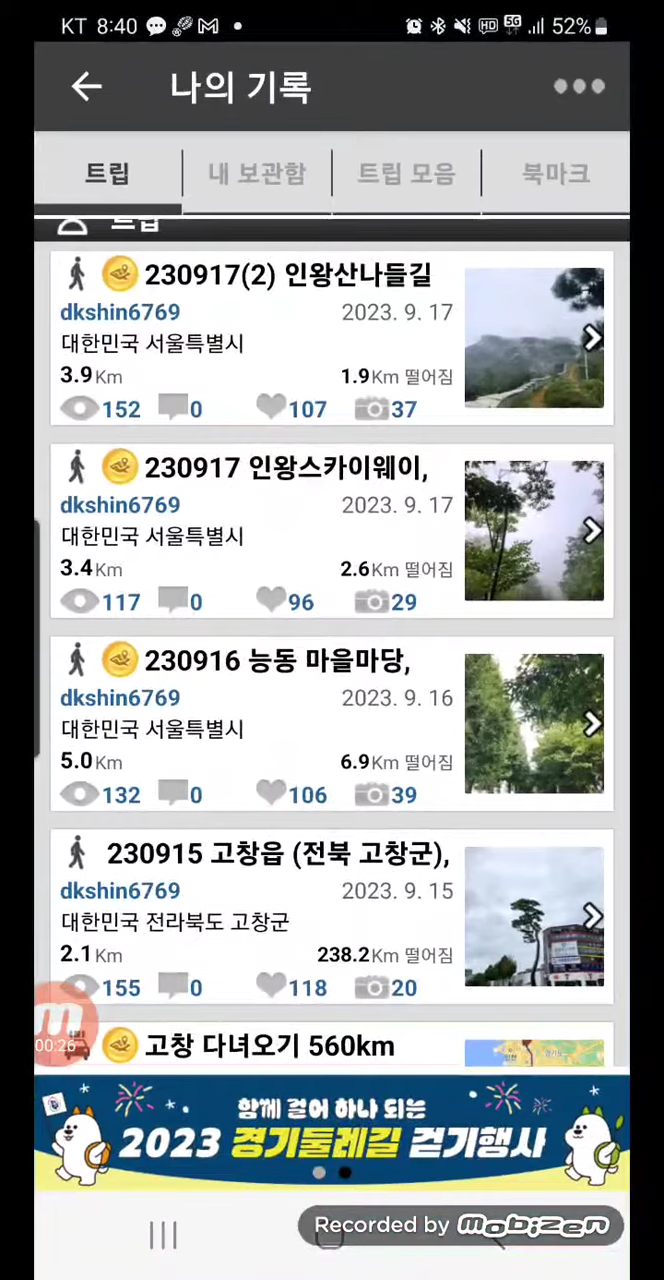 KT 8:40 HD 5G 52%
나의 기록
트립 내 보관함 트립 모음 북마크
트립
230917(2) 인왕산나들길
dkshin6769 2023. 9. 17
대한민국 서울특별시
3.9Km 1.9Km 떨어짐
152 0 107 37
230917 인왕스카이웨이,
dkshin6769 2023. 9. 17
대한민국 서울특별시
3.4Km 2.6Km 떨어짐
117 0 96 29
230916 능동 마을마당,
dkshin6769 2023. 9. 16
대한민국 서울특별시
5.0Km 6.9Km 떨어짐
132 0 106 39
230915 고창읍 (전북 고창군),
dkshin6769 2023. 9. 15
대한민국 전라북도 고창군
2.1Km 238.2Km 떨어짐
155 0 118 20
00:26
고창 다녀오기 560km
함께 걸어 하나 되는
2023 경기둘레길 걷기행사
Recorded by mobizen